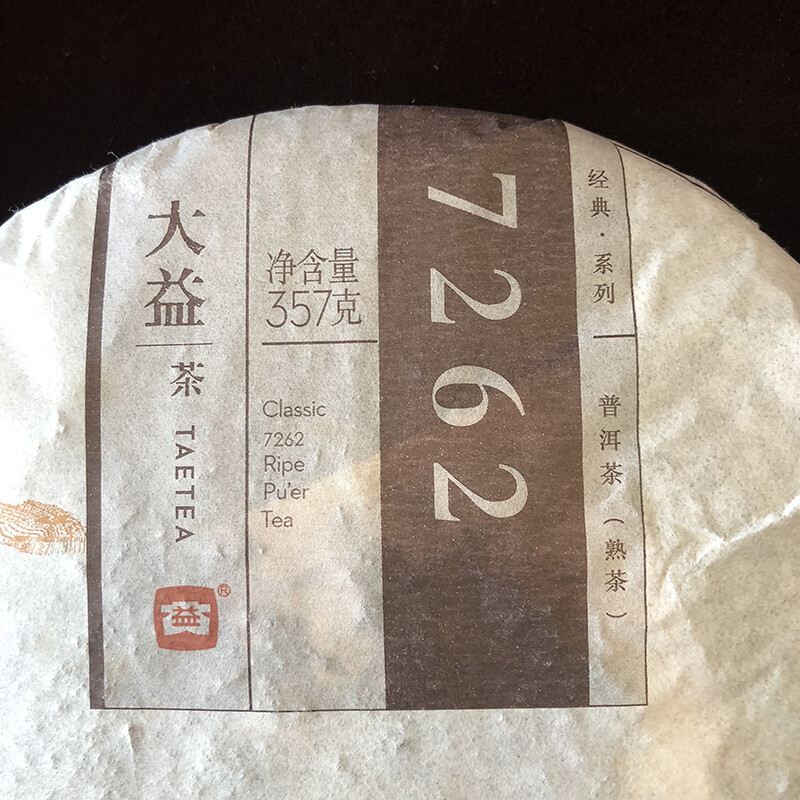 大益
茶
TAETEA
益
®
净含量
357克
Classic
7262
Ripe
Pu'er
Tea
7262
经典·系列
普洱茶(熟茶)